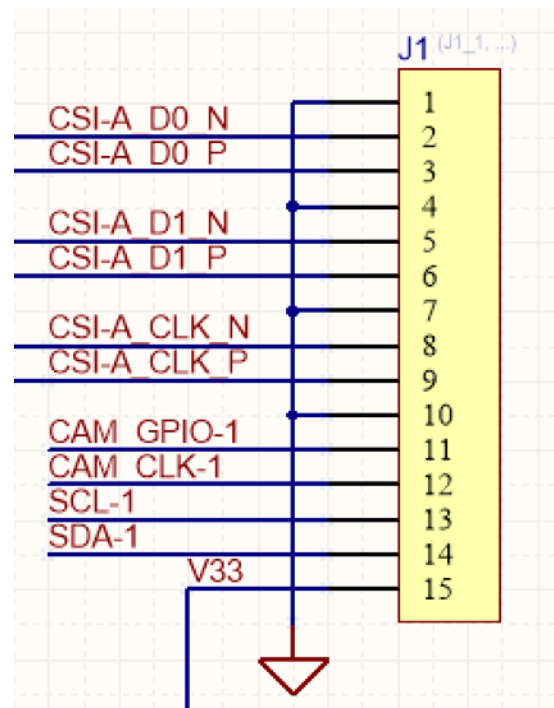 J1 (J1_1, ...)
1
CSI-A_D0_N 2
CSI-A_D0_P 3
4
CSI-A_D1_N 5
CSI-A_D1_P 6
7
CSI-A_CLK_N 8
CSI-A_CLK_P 9
10
CAM_GPIO-1 11
CAM_CLK-1 12
SCL-1 13
SDA-1 14
V33 15